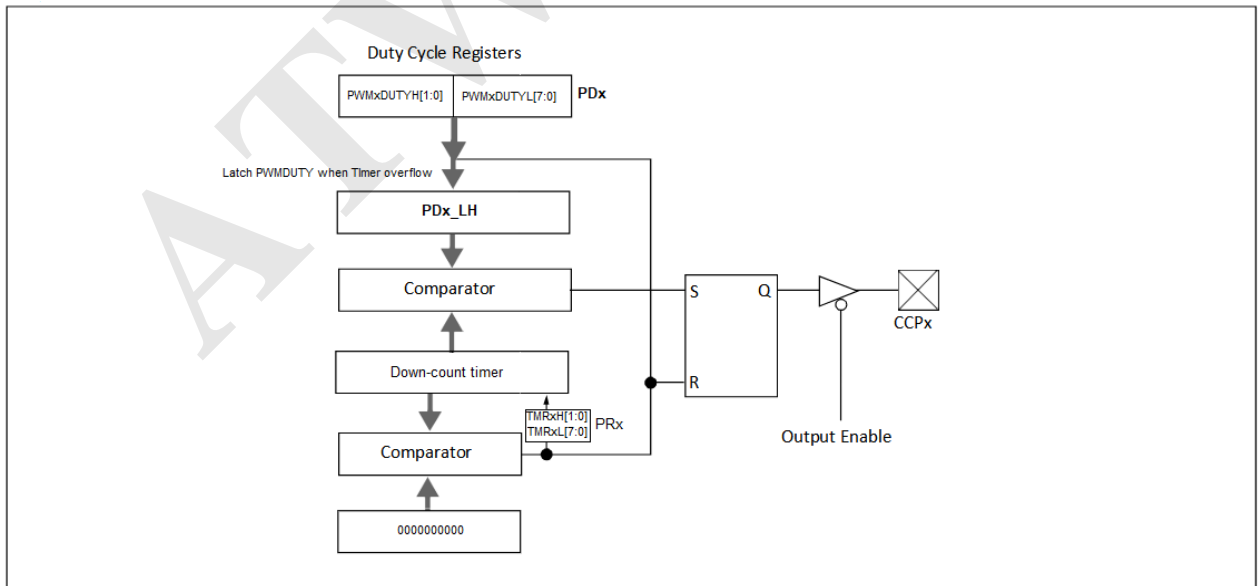 Duty Cycle Registers
PWMxDUTYH[1:0] PWMxDUTYL[7:0] PDx
Latch PWMDUTY when TImer overflow
PDx_LH
Comparator
S Q
CCPx
Down-count timer
R
TMRxH[1:0]
TMRxL[7:0]
PRx
Output Enable
Comparator
0000000000
ATW